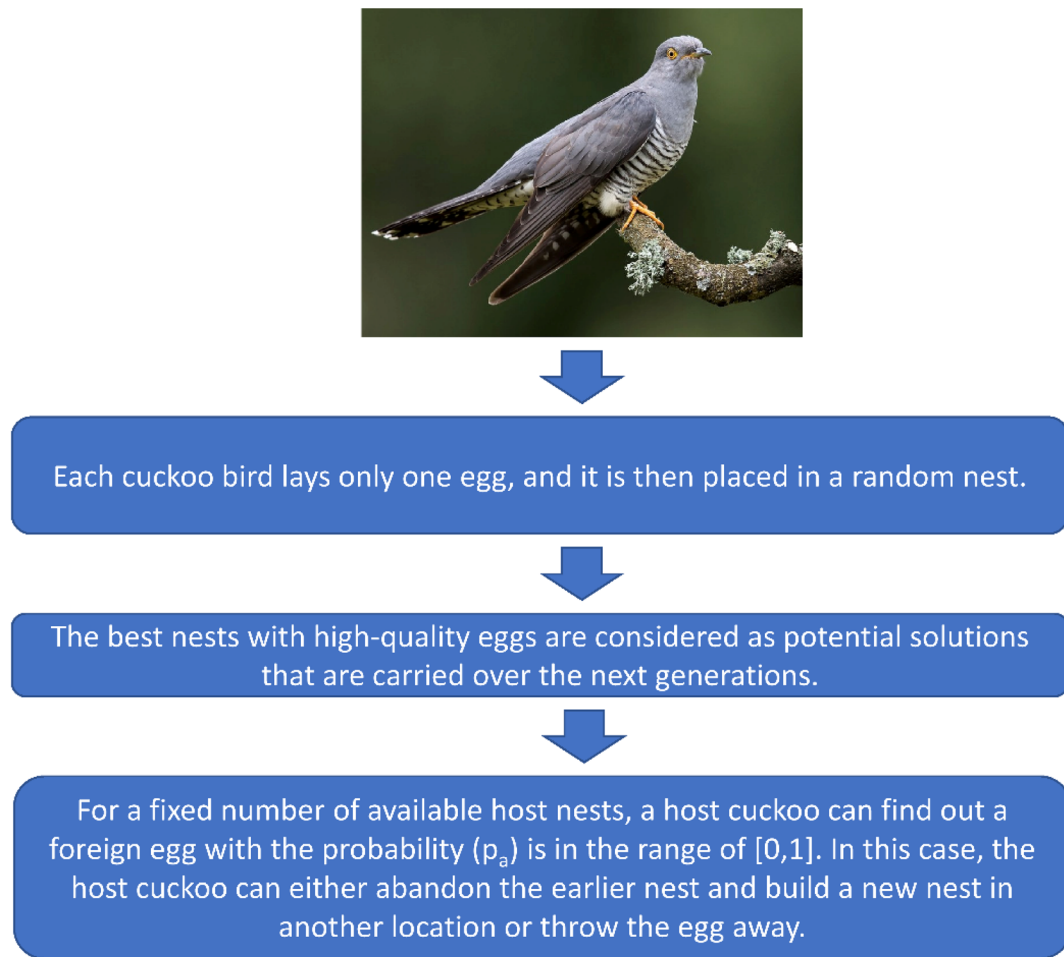 Each cuckoo bird lays only one egg, and it is then placed in a random nest.
The best nests with high-quality eggs are considered as potential solutions
that are carried over the next generations.
For a fixed number of available host nests, a host cuckoo can find out a
foreign egg with the probability (pₐ) is in the range of [0,1]. In this case, the
host cuckoo can either abandon the earlier nest and build a new nest in
another location or throw the egg away.